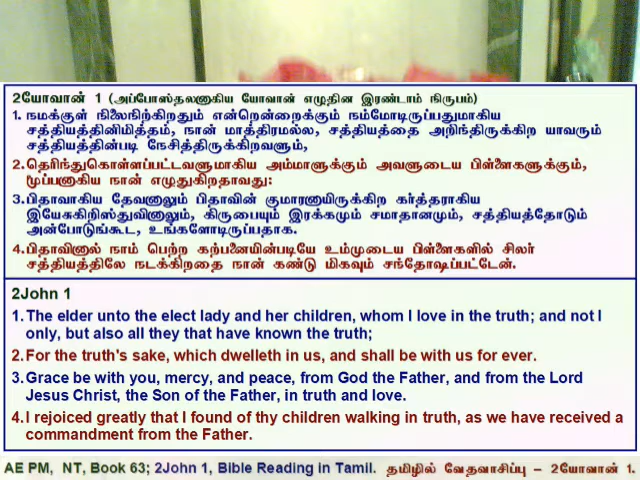 2யோவான் 1 (அப்போஸ்தலனாகிய யோவான் எழுதின இரண்டாம் நிருபம்)
1. நமக்குள் நிலைநிற்கிறதும் என்றென்றைக்கும் நம்மோடிருப்பதுமாகிய
சத்தியத்தினிமித்தம், நான் மாத்திரமல்ல, சத்தியத்தை அறிந்திருக்கிற யாவரும்
சத்தியத்தின்படி நேசித்திருக்கிறவளும்,
2.தெரிந்துகொள்ளப்பட்டவளுமாகிய அம்மாளுக்கும் அவளுடைய பிள்ளைகளுக்கும்,
மூப்பனாகிய நான் எழுதுகிறதாவது:
3.பிதாவாகிய தேவனாலும் பிதாவின் குமாரனாயிருக்கிற கர்த்தராகிய
இயேசுகிறிஸ்துவினாலும், கிருபையும் இரக்கமும் சமாதானமும், சத்தியத்தோடும்
அன்போடுங்கூட, உங்களோடிருப்பதாக.
4.பிதாவினால் நாம் பெற்ற கற்பனையின்படியே உம்முடைய பிள்ளைகளில் சிலர்
சத்தியத்திலே நடக்கிறதை நான் கண்டு மிகவும் சந்தோஷப்பட்டேன்.
2John 1
1. The elder unto the elect lady and her children, whom I love in the truth; and not I
only, but also all they that have known the truth;
2. For the truth's sake, which dwelleth in us, and shall be with us for ever.
3. Grace be with you, mercy, and peace, from God the Father, and from the Lord
Jesus Christ, the Son of the Father, in truth and love.
4. I rejoiced greatly that I found of thy children walking in truth, as we have received a
commandment from the Father.
AE PM, NT, Book 63; 2John 1, Bible Reading in Tamil. தமிழில் வேதவாசிப்பு – 2யோவான் 1.